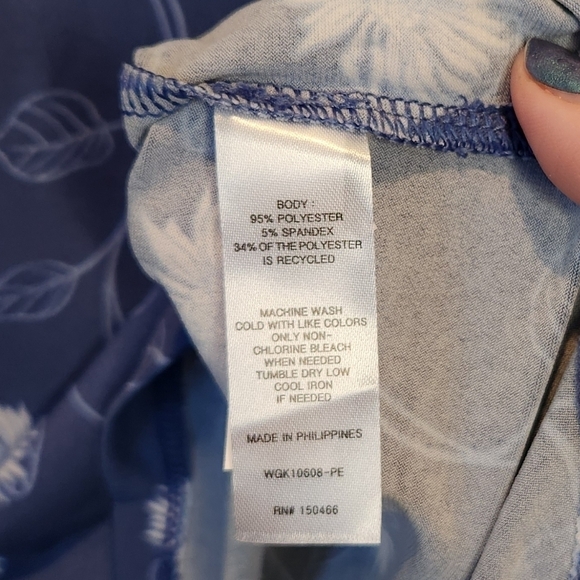 BODY :
95% POLYESTER
5% SPANDEX
34% OF THE POLYESTER
IS RECYCLED
MACHINE WASH
COLD WITH LIKE COLORS
ONLY NON-
CHLORINE BLEACH
WHEN NEEDED
TUMBLE DRY LOW
COOL IRON
IF NEEDED
MADE IN PHILIPPINES
WGK10608-PE
RN# 150466